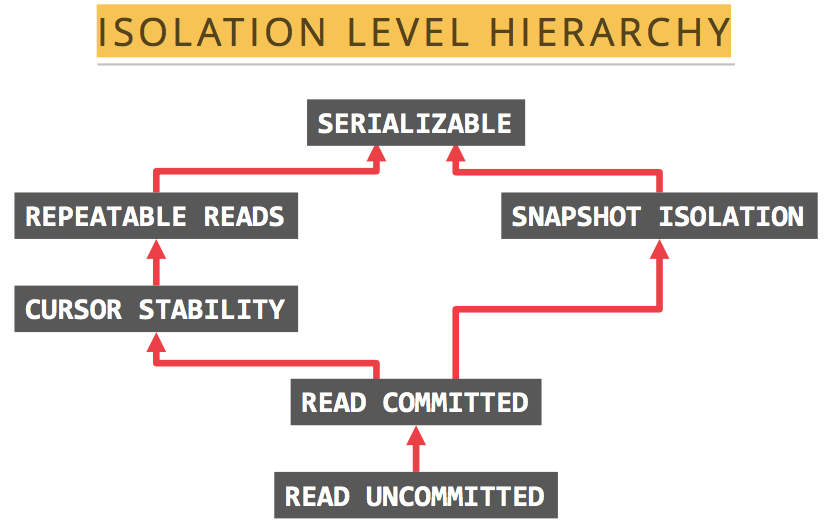 ISOLATION LEVEL HIERARCHY
SERIALIZABLE
REPEATABLE READS
SNAPSHOT ISOLATION
CURSOR STABILITY
READ COMMITTED
READ UNCOMMITTED